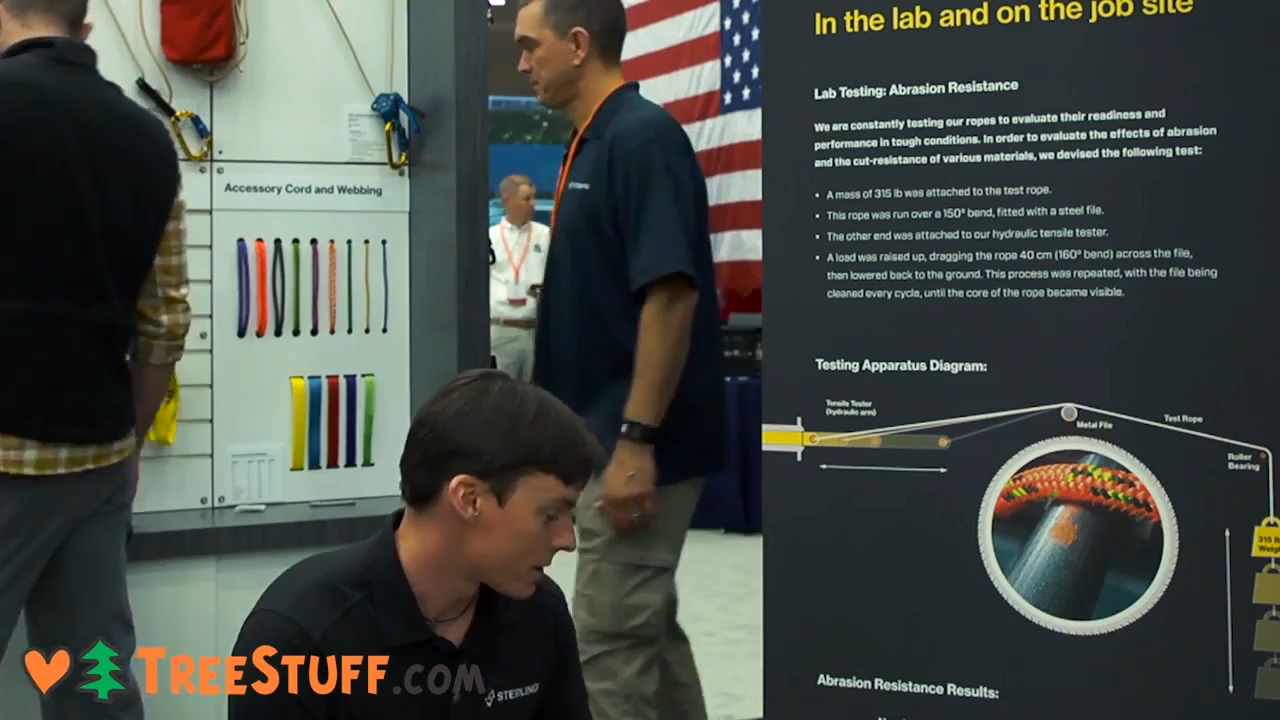 In the lab and on the job site
Lab Testing: Abrasion Resistance
We are constantly testing our ropes to evaluate their readiness and
performance in tough conditions. In order to evaluate the effects of abrasion
and the cut-resistance of various materials, we devised the following test:
• A mass of 315 lb was attached to the test rope.
• This rope was run over a 150° bend, fitted with a steel file.
• The other end was attached to our hydraulic tensile tester.
• A load was raised up, dragging the rope 40 cm (160° bend) across the file,
then lowered back to the ground. This process was repeated, with the file being
cleaned every cycle, until the core of the rope became visible.
Testing Apparatus Diagram:
Tensile Tester
(hydraulic arm)
Metal File
Test Rope
Roller
Bearing
315 lb
Abrasion Resistance Results:
Accessory Cord and Webbing
STERLING
TREESTUFF.COM